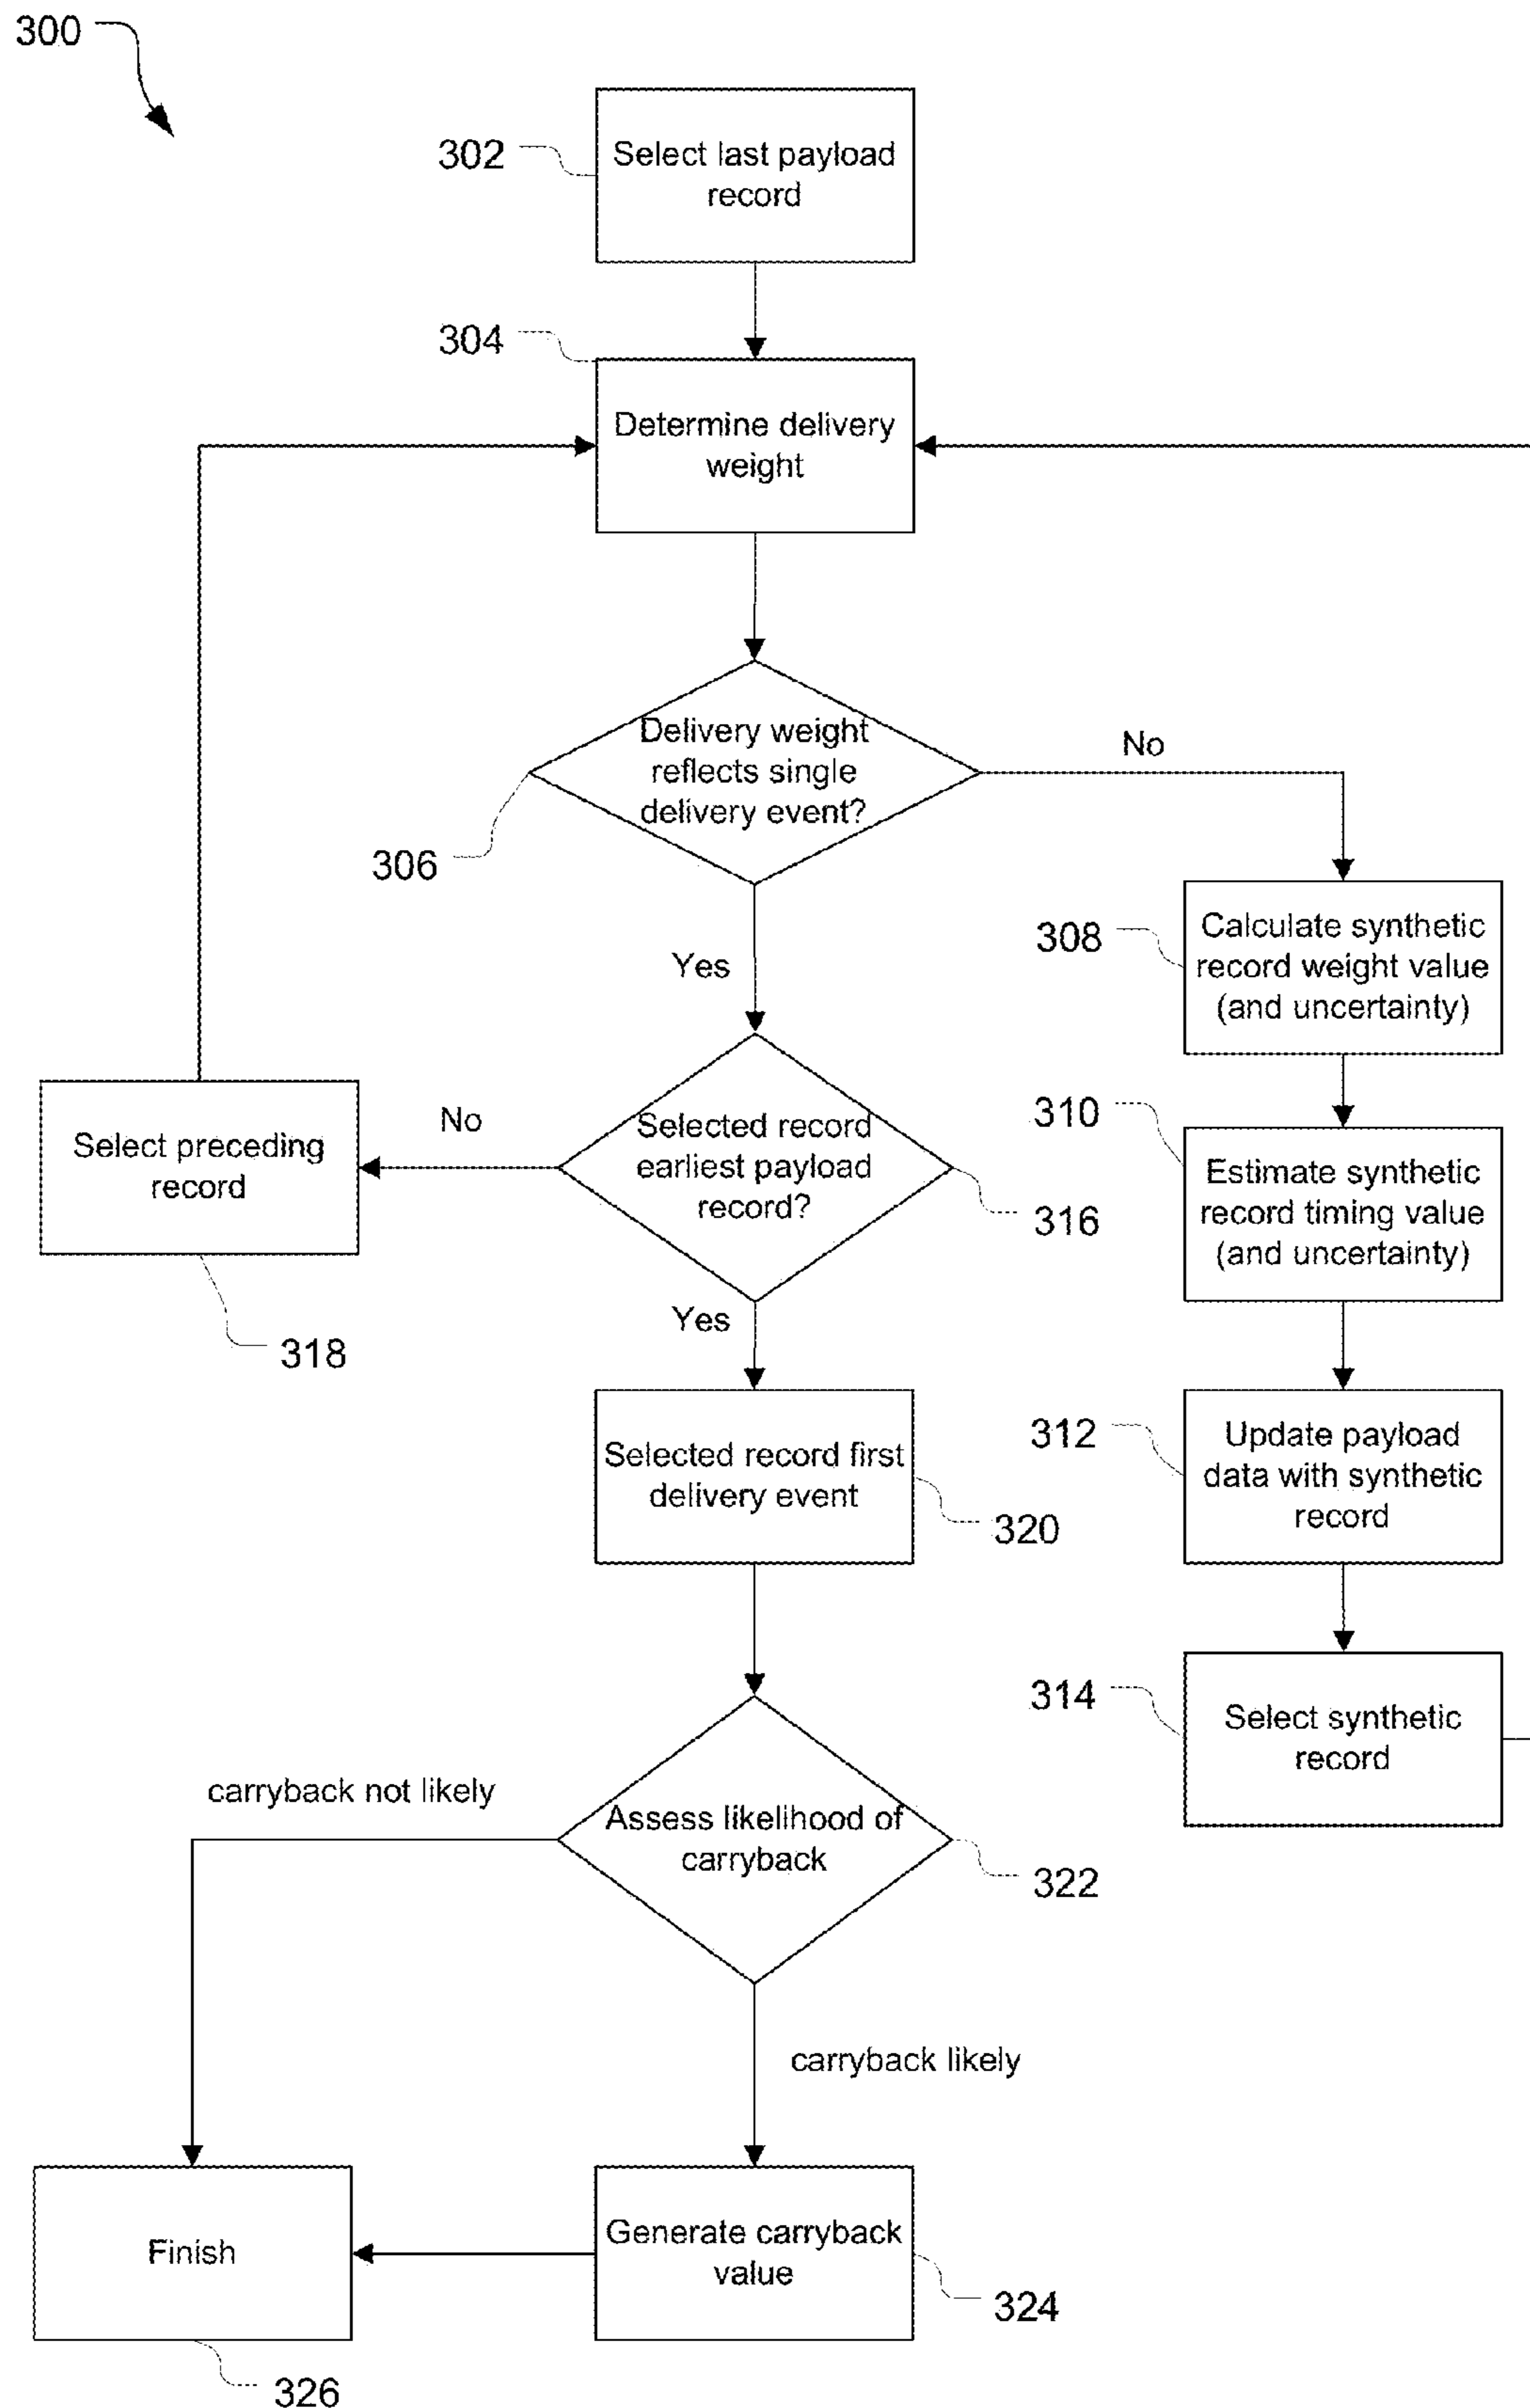 300
302
Select last payload
record
304
Determine delivery
weight
Delivery weight
reflects single
delivery event?
306
No
Yes
308
Calculate synthetic
record weight value
(and uncertainty)
310
Estimate synthetic
record timing value
(and uncertainty)
Selected record
earliest payload
record?
316
No
Select preceding
record
318
Yes
312
Update payload
data with synthetic
record
Selected record first
delivery event
320
314
Select synthetic
record
carryback not likely
Assess likelihood of
carryback
322
carryback likely
Generate carryback
value
324
Finish
326